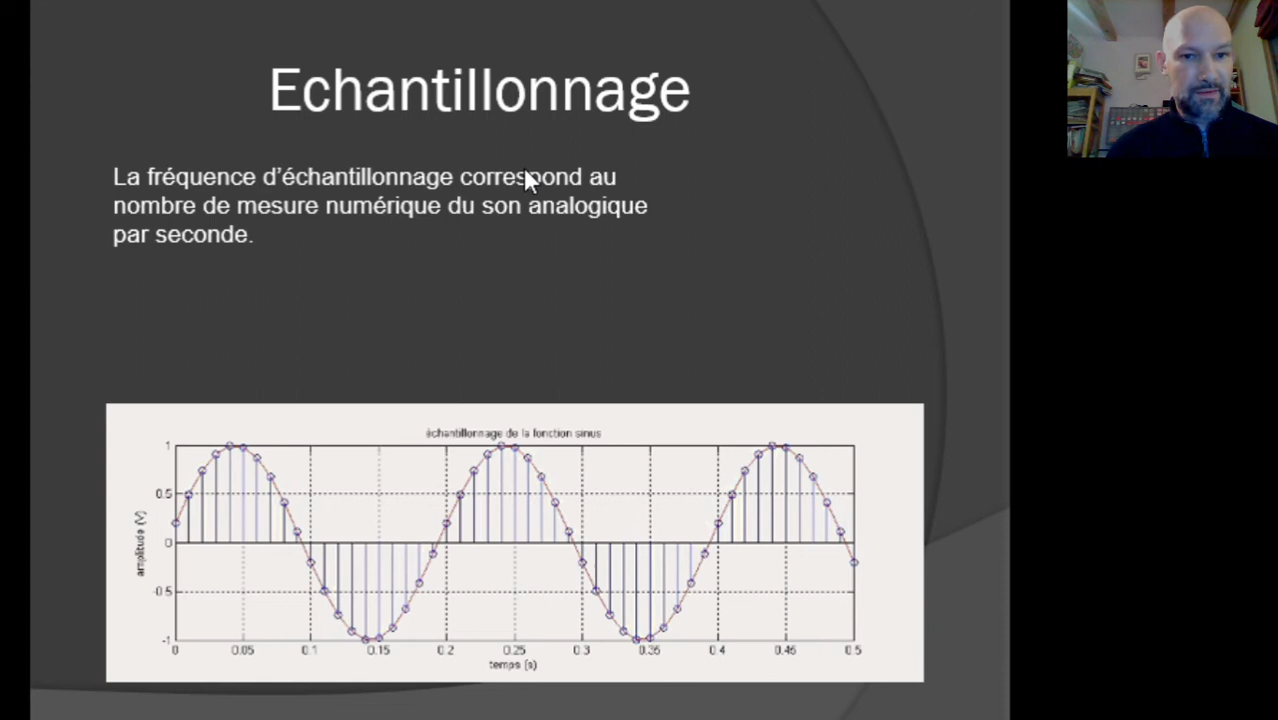 Echantillonnage
La fréquence d'échantillonnage correspond au
nombre de mesure numérique du son analogique
par seconde.
échantillonnage de la fonction sinus
amplitude (V)
1
0.5
0
-0.5
-1
0 0.05 0.1 0.15 0.2 0.25 0.3 0.35 0.4 0.45 0.5
temps (s)